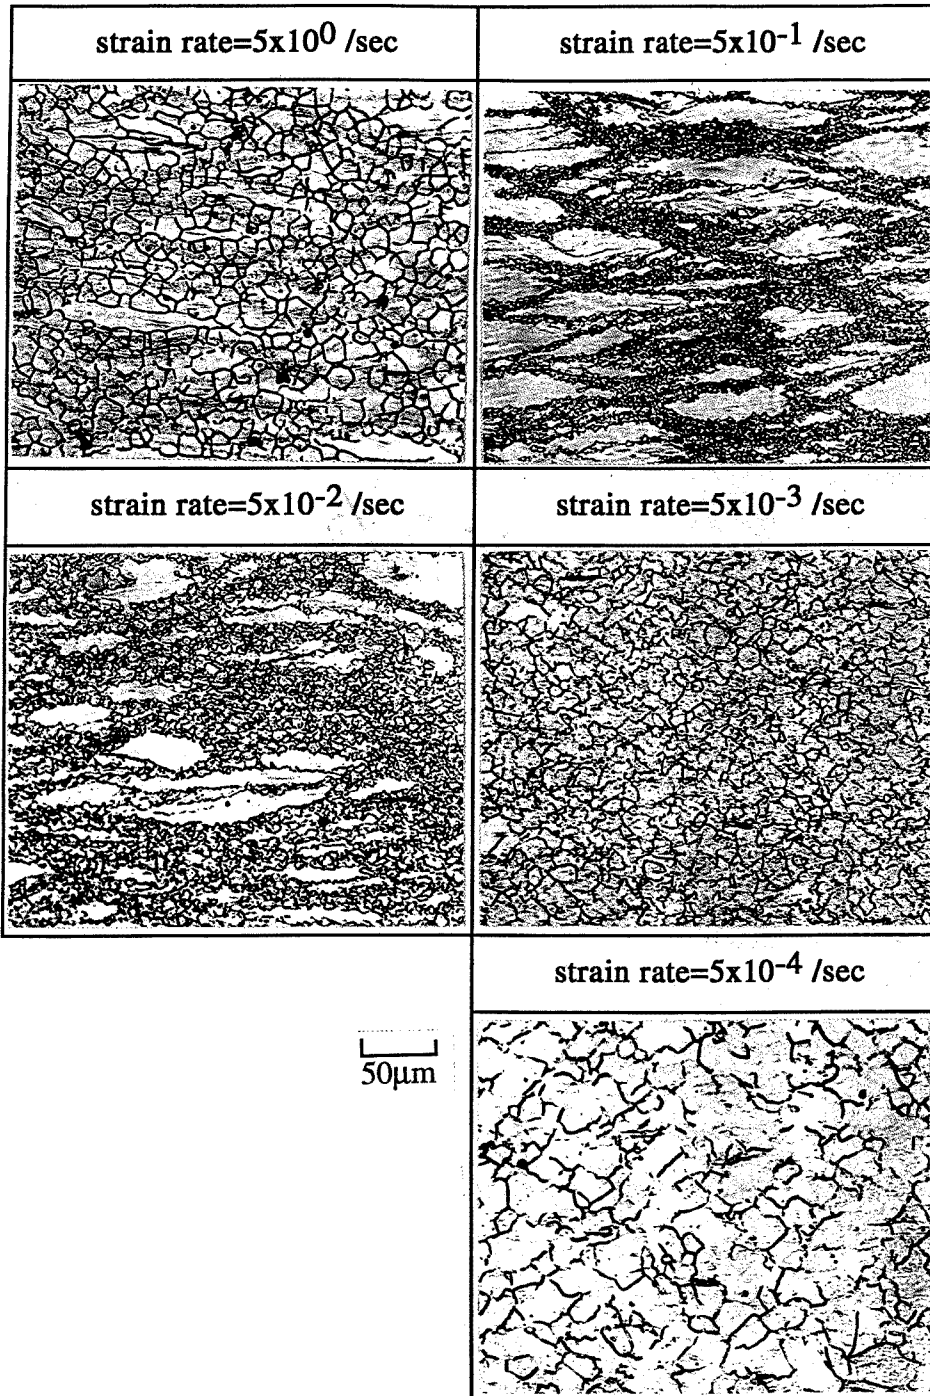 strain rate=5x10⁰ /sec
strain rate=5x10⁻¹ /sec
strain rate=5x10⁻² /sec
strain rate=5x10⁻³ /sec
strain rate=5x10⁻⁴ /sec
50µm